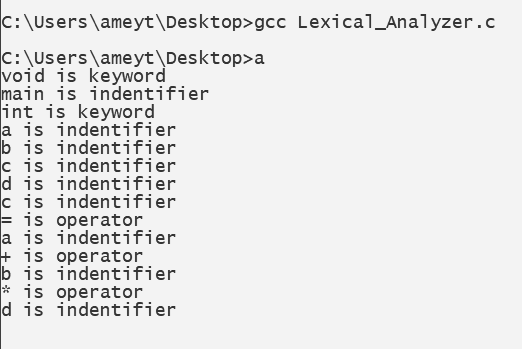 C:\Users\ameyt\Desktop>gcc Lexical_Analyzer.c
C:\Users\ameyt\Desktop>a
void is keyword
main is indentifier
int is keyword
a is indentifier
b is indentifier
c is indentifier
d is indentifier
c is indentifier
= is operator
a is indentifier
+ is operator
b is indentifier
* is operator
d is indentifier